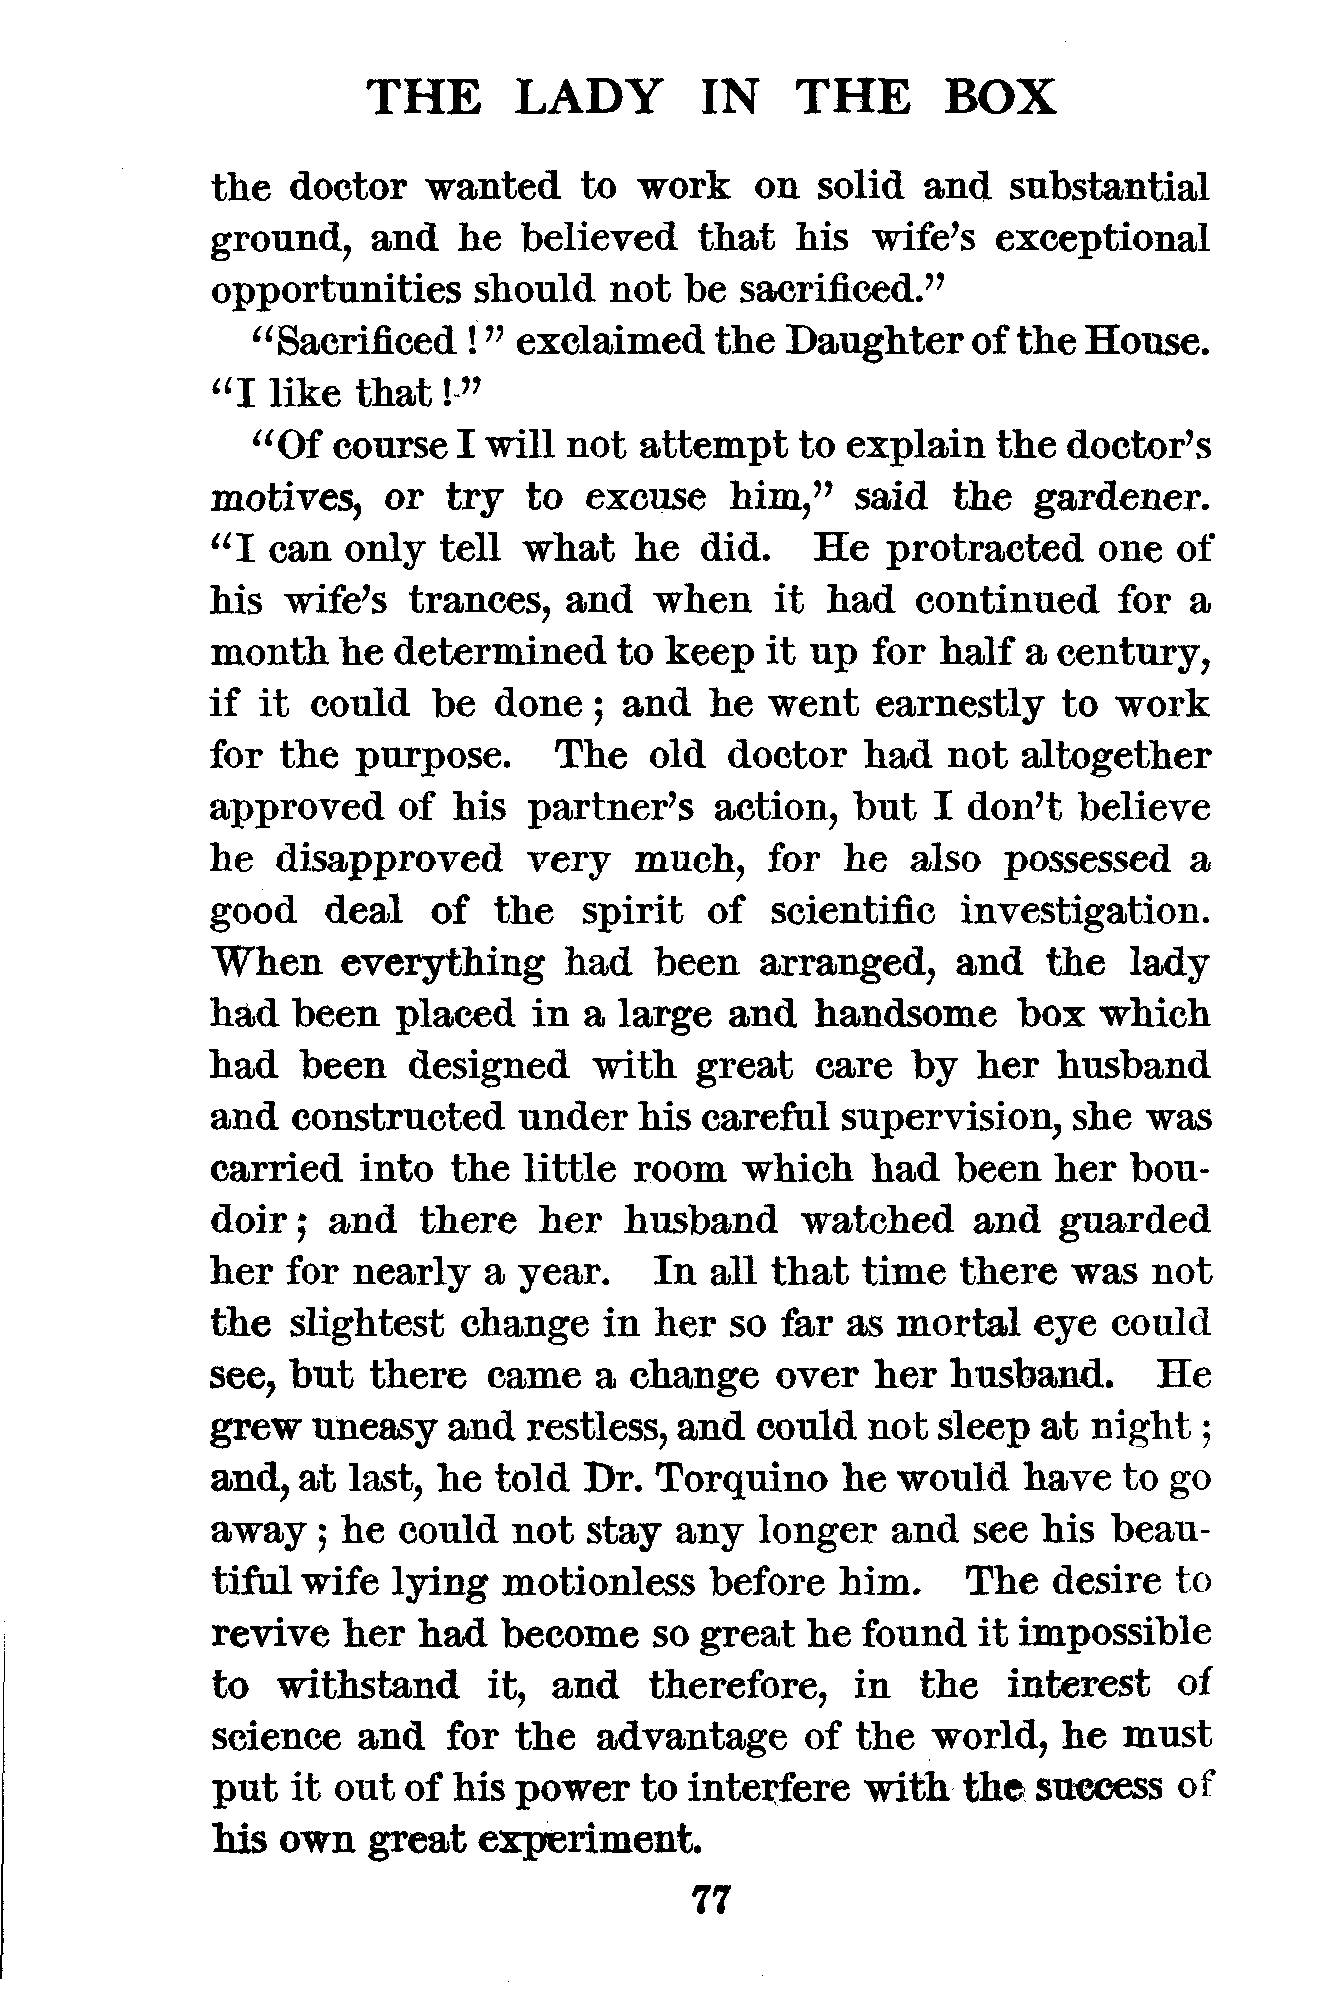 THE LADY IN THE BOX
the doctor wanted to work on solid and substantial
ground, and he believed that his wife's exceptional
opportunities should not be sacrificed."
"Sacrificed!" exclaimed the Daughter of the House.
"I like that!"
"Of course I will not attempt to explain the doctor's
motives, or try to excuse him," said the gardener.
"I can only tell what he did. He protracted one of
his wife's trances, and when it had continued for a
month he determined to keep it up for half a century,
if it could be done; and he went earnestly to work
for the purpose. The old doctor had not altogether
approved of his partner's action, but I don't believe
he disapproved very much, for he also possessed a
good deal of the spirit of scientific investigation.
When everything had been arranged, and the lady
had been placed in a large and handsome box which
had been designed with great care by her husband
and constructed under his careful supervision, she was
carried into the little room which had been her bou-
doir; and there her husband watched and guarded
her for nearly a year. In all that time there was not
the slightest change in her so far as mortal eye could
see, but there came a change over her husband. He
grew uneasy and restless, and could not sleep at night;
and, at last, he told Dr. Torquino he would have to go
away; he could not stay any longer and see his beau-
tiful wife lying motionless before him. The desire to
revive her had become so great he found it impossible
to withstand it, and therefore, in the interest of
science and for the advantage of the world, he must
put it out of his power to interfere with the success of
his own great experiment.
77